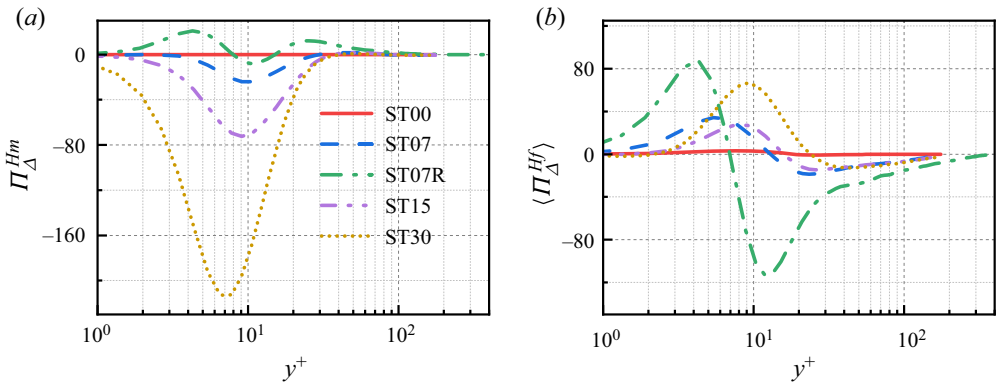 (a)
(b)
0
−80
−160
Π_Δ^{Hm}
ST00
ST07
ST07R
ST15
ST30
10^0
10^1
10^2
y^+
80
0
−80
⟨Π_Δ^{Hf}⟩
10^0
10^1
10^2
y^+